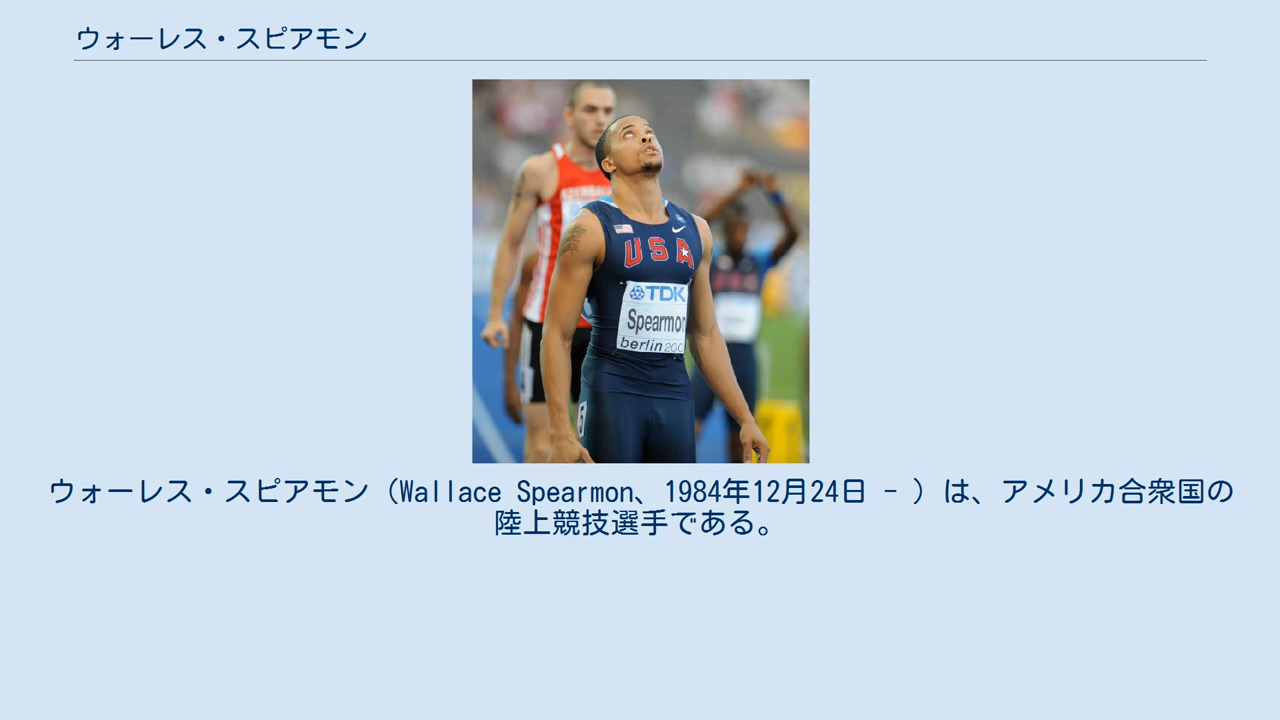 ウォーレス・スピアモン
USA
TDK
Spearmon
berlin 200
5
ウォーレス・スピアモン（Wallace Spearmon、1984年12月24日 - ）は、アメリカ合衆国の
陸上競技選手である。